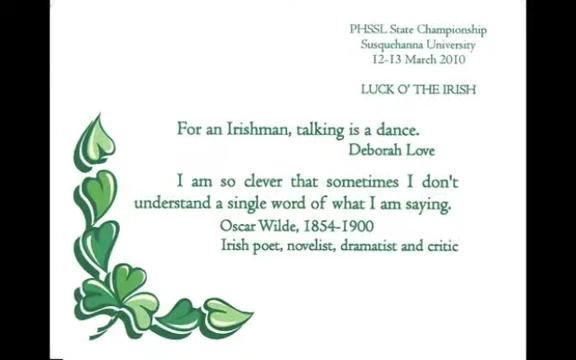 PHSSL State Championship
Susquehanna University
12-13 March 2010
LUCK O' THE IRISH
For an Irishman, talking is a dance.
Deborah Love
I am so clever that sometimes I don't
understand a single word of what I am saying.
Oscar Wilde, 1854-1900
Irish poet, novelist, dramatist and critic